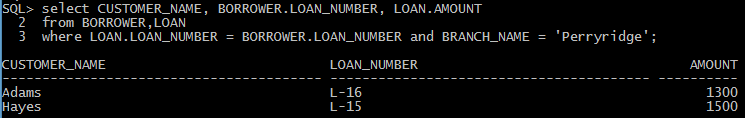 SQL> select CUSTOMER_NAME, BORROWER.LOAN_NUMBER, LOAN.AMOUNT
2 from BORROWER,LOAN
3 where LOAN.LOAN_NUMBER = BORROWER.LOAN_NUMBER and BRANCH_NAME = 'Perryridge';
CUSTOMER_NAME LOAN_NUMBER AMOUNT
---------------------------------------- ---------------------------------------- ----------
Adams L-16 1300
Hayes L-15 1500